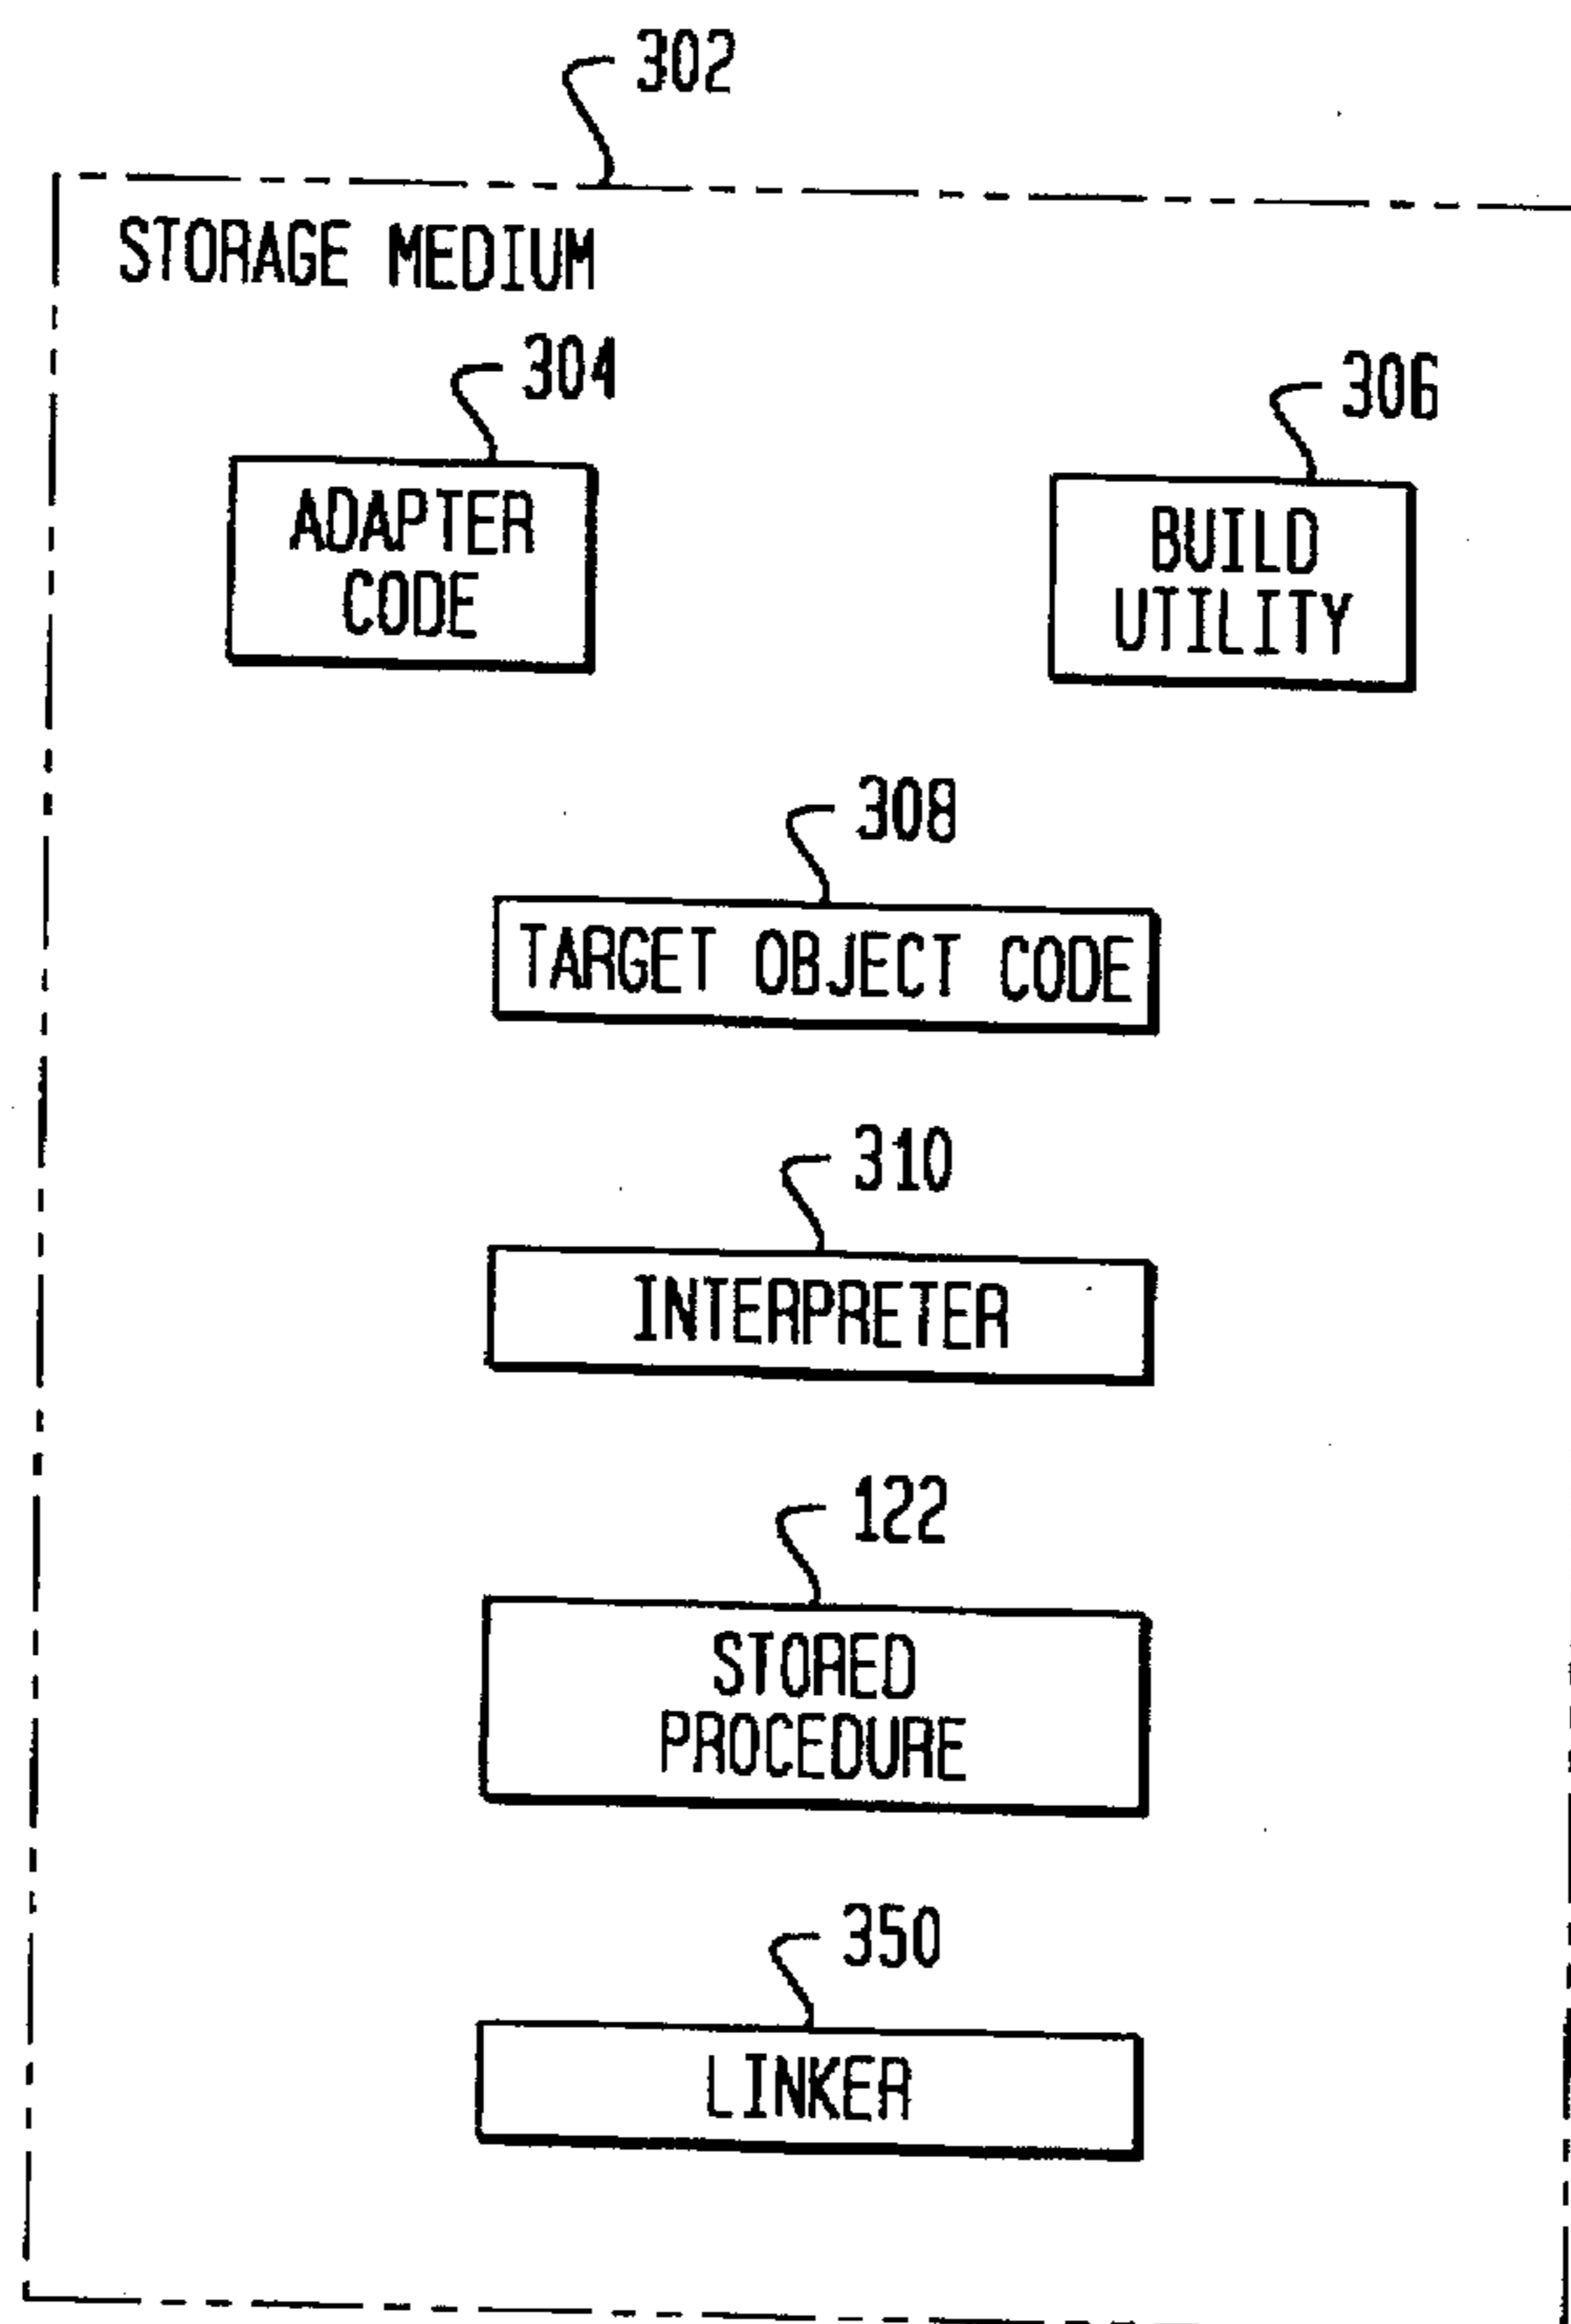 302
STORAGE MEDIUM
304
306
ADAPTER
CODE
BUILD
UTILITY
308
TARGET OBJECT CODE
310
INTERPRETER
122
STORED
PROCEDURE
350
LINKER